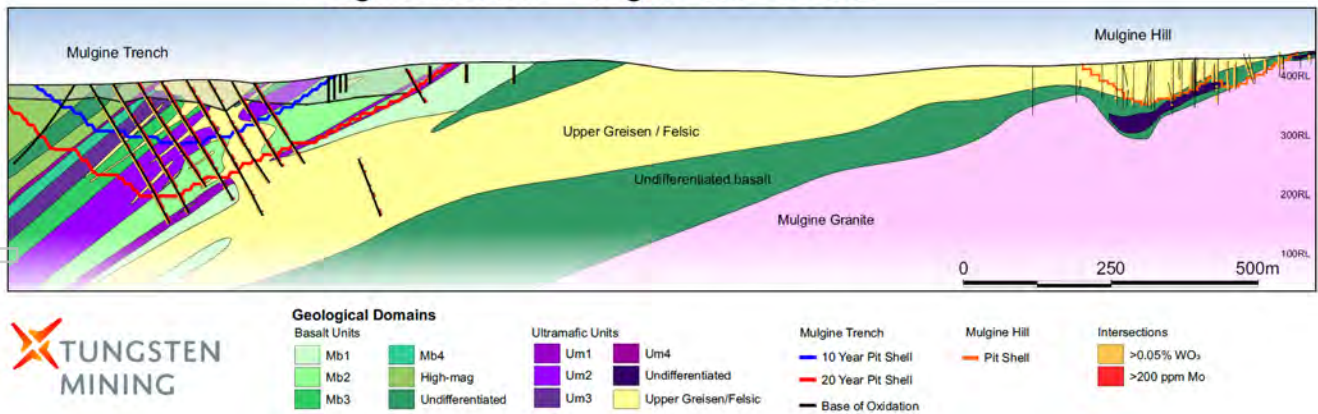 Mulgine Trench
Mulgine Hill
400RL
Upper Greisen / Felsic
300RL
Undifferentiated basalt
200RL
Mulgine Granite
100RL
0 250 500m
TUNGSTEN
MINING
Geological Domains
Basalt Units
Mb1
Mb2
Mb3
Mb4
High-mag
Undifferentiated
Ultramafic Units
Um1
Um2
Um3
Um4
Undifferentiated
Upper Greisen/Felsic
Mulgine Trench
10 Year Pit Shell
20 Year Pit Shell
Base of Oxidation
Mulgine Hill
Pit Shell
Intersections
>0.05% WO₃
>200 ppm Mo